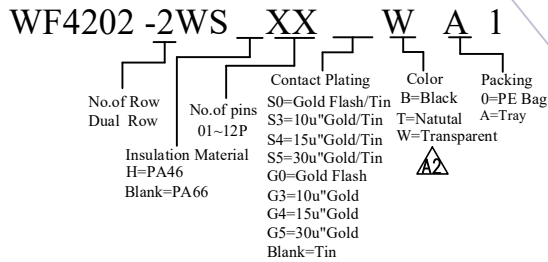 WF4202 -2WS _ XX _ W A 1
No.of Row
Dual Row
Insulation Material
H=PA46
Blank=PA66
No.of pins
01~12P
Contact Plating
S0=Gold Flash/Tin
S3=10u"Gold/Tin
S4=15u"Gold/Tin
S5=30u"Gold/Tin
G0=Gold Flash
G3=10u"Gold
G4=15u"Gold
G5=30u"Gold
Blank=Tin
Color
B=Black
T=Natutal
W=Transparent
A2
Packing
0=PE Bag
A=Tray